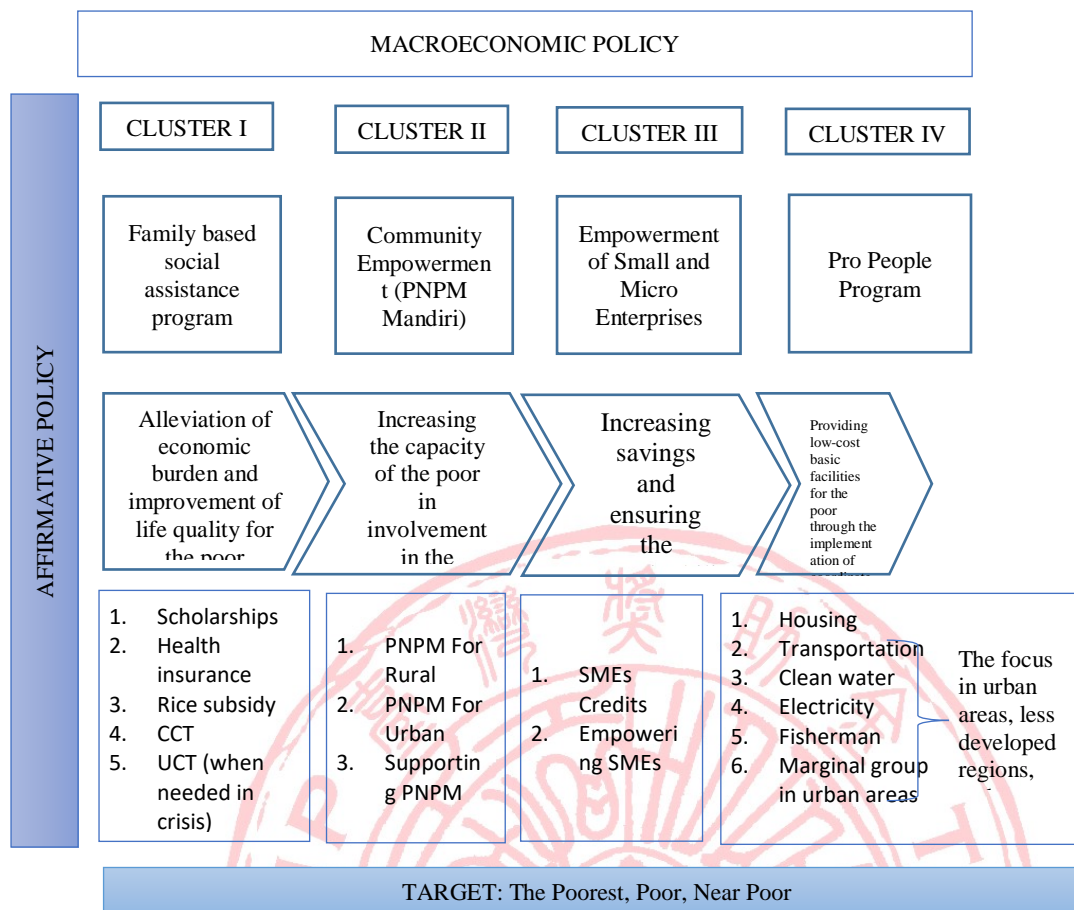 MACROECONOMIC POLICY
AFFIRMATIVE POLICY
CLUSTER I
CLUSTER II
CLUSTER III
CLUSTER IV
Family based
social
assistance
program
Community
Empowermen
t (PNPM
Mandiri)
Empowerment
of Small and
Micro
Enterprises
Pro People
Program
Alleviation of
economic
burden and
improvement of
life quality for
the poor
Increasing
the capacity
of the poor
in
involvement
in the
Increasing
savings
and
ensuring
the
Providing
low-cost
basic
facilities
for the
poor
through the
implement
ation of
1. Scholarships
2. Health
insurance
3. Rice subsidy
4. CCT
5. UCT (when
needed in
crisis)
1. PNPM For
Rural
2. PNPM For
Urban
3. Supportin
g PNPM
1. SMEs
Credits
2. Empoweri
ng SMEs
1. Housing
2. Transportation
3. Clean water
4. Electricity
5. Fisherman
6. Marginal group
in urban areas
The focus
in urban
areas, less
developed
regions,
TARGET: The Poorest, Poor, Near Poor